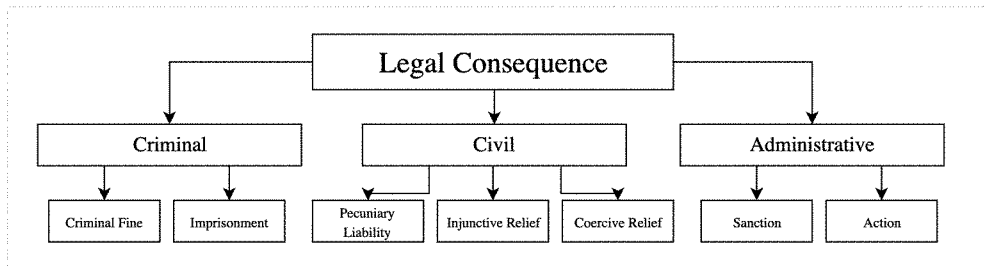 Legal Consequence
Criminal
Civil
Administrative
Criminal Fine
Imprisonment
Pecuniary
Liability
Injunctive Relief
Coercive Relief
Sanction
Action